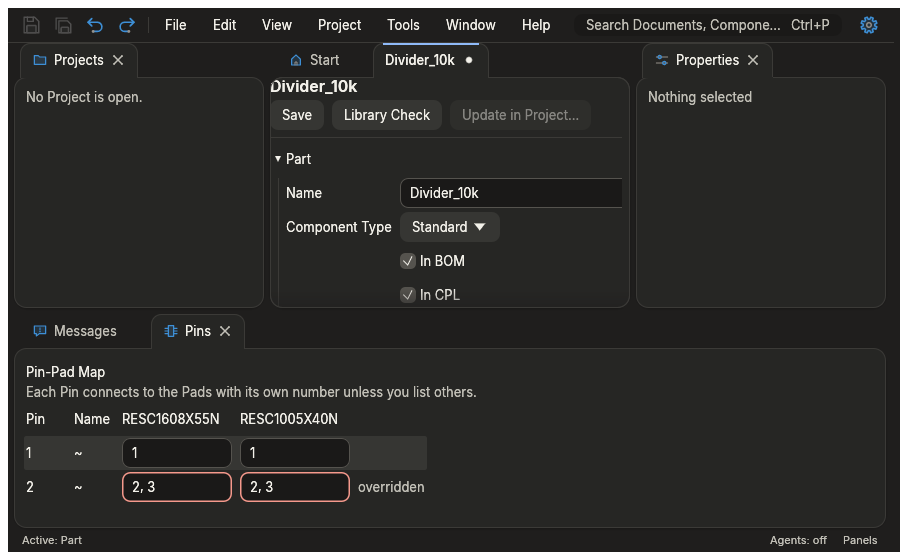 File Edit View Project Tools Window Help Search Documents, Compone... Ctrl+P
Projects
No Project is open.
Start Divider_10k
Divider_10k
Save Library Check Update in Project...
Part
Name Divider_10k
Component Type Standard
In BOM
In CPL
Properties
Nothing selected
Messages Pins
Pin-Pad Map
Each Pin connects to the Pads with its own number unless you list others.
Pin Name RESC1608X55N RESC1005X40N
1 ~ 1 1
2 ~ 2, 3 2, 3 overridden
Active: Part Agents: off Panels